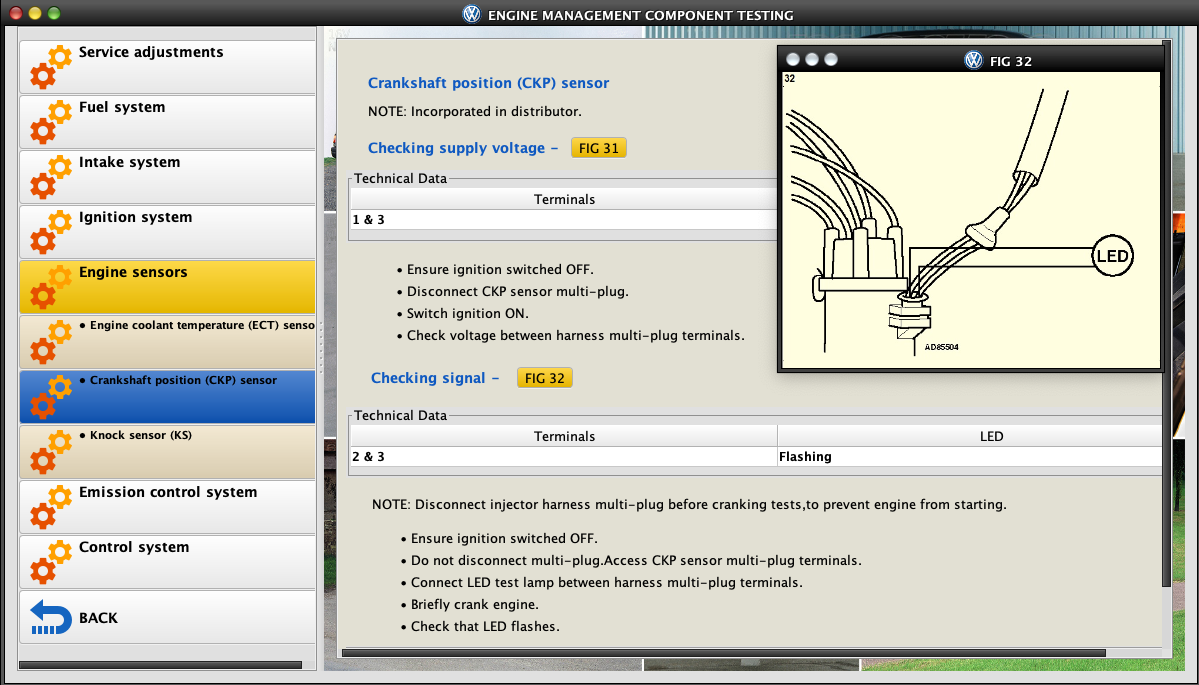 ENGINE MANAGEMENT COMPONENT TESTING
Service adjustments
Fuel system
Intake system
Ignition system
Engine sensors
• Engine coolant temperature (ECT) senso
• Crankshaft position (CKP) sensor
• Knock sensor (KS)
Emission control system
Control system
BACK
Crankshaft position (CKP) sensor
NOTE: Incorporated in distributor.
Checking supply voltage – FIG 31
Technical Data
Terminals
1 & 3
• Ensure ignition switched OFF.
• Disconnect CKP sensor multi-plug.
• Switch ignition ON.
• Check voltage between harness multi-plug terminals.
Checking signal – FIG 32
Technical Data
Terminals LED
2 & 3 Flashing
NOTE: Disconnect injector harness multi-plug before cranking tests,to prevent engine from starting.
• Ensure ignition switched OFF.
• Do not disconnect multi-plug.Access CKP sensor multi-plug terminals.
• Connect LED test lamp between harness multi-plug terminals.
• Briefly crank engine.
• Check that LED flashes.
FIG 32
32
LED
AD85504